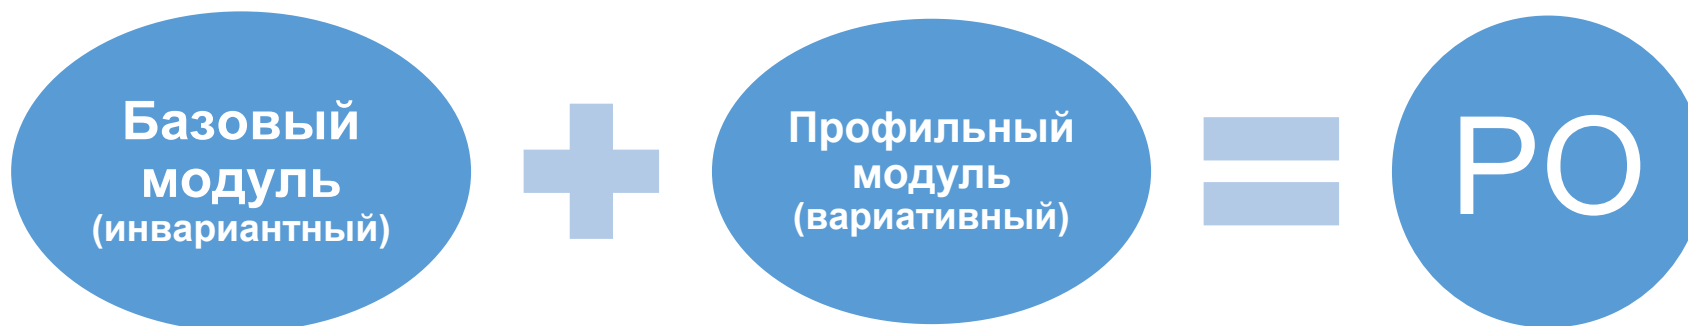 Базовый
модуль
(инвариантный)
Профильный
модуль
(вариативный)
РО